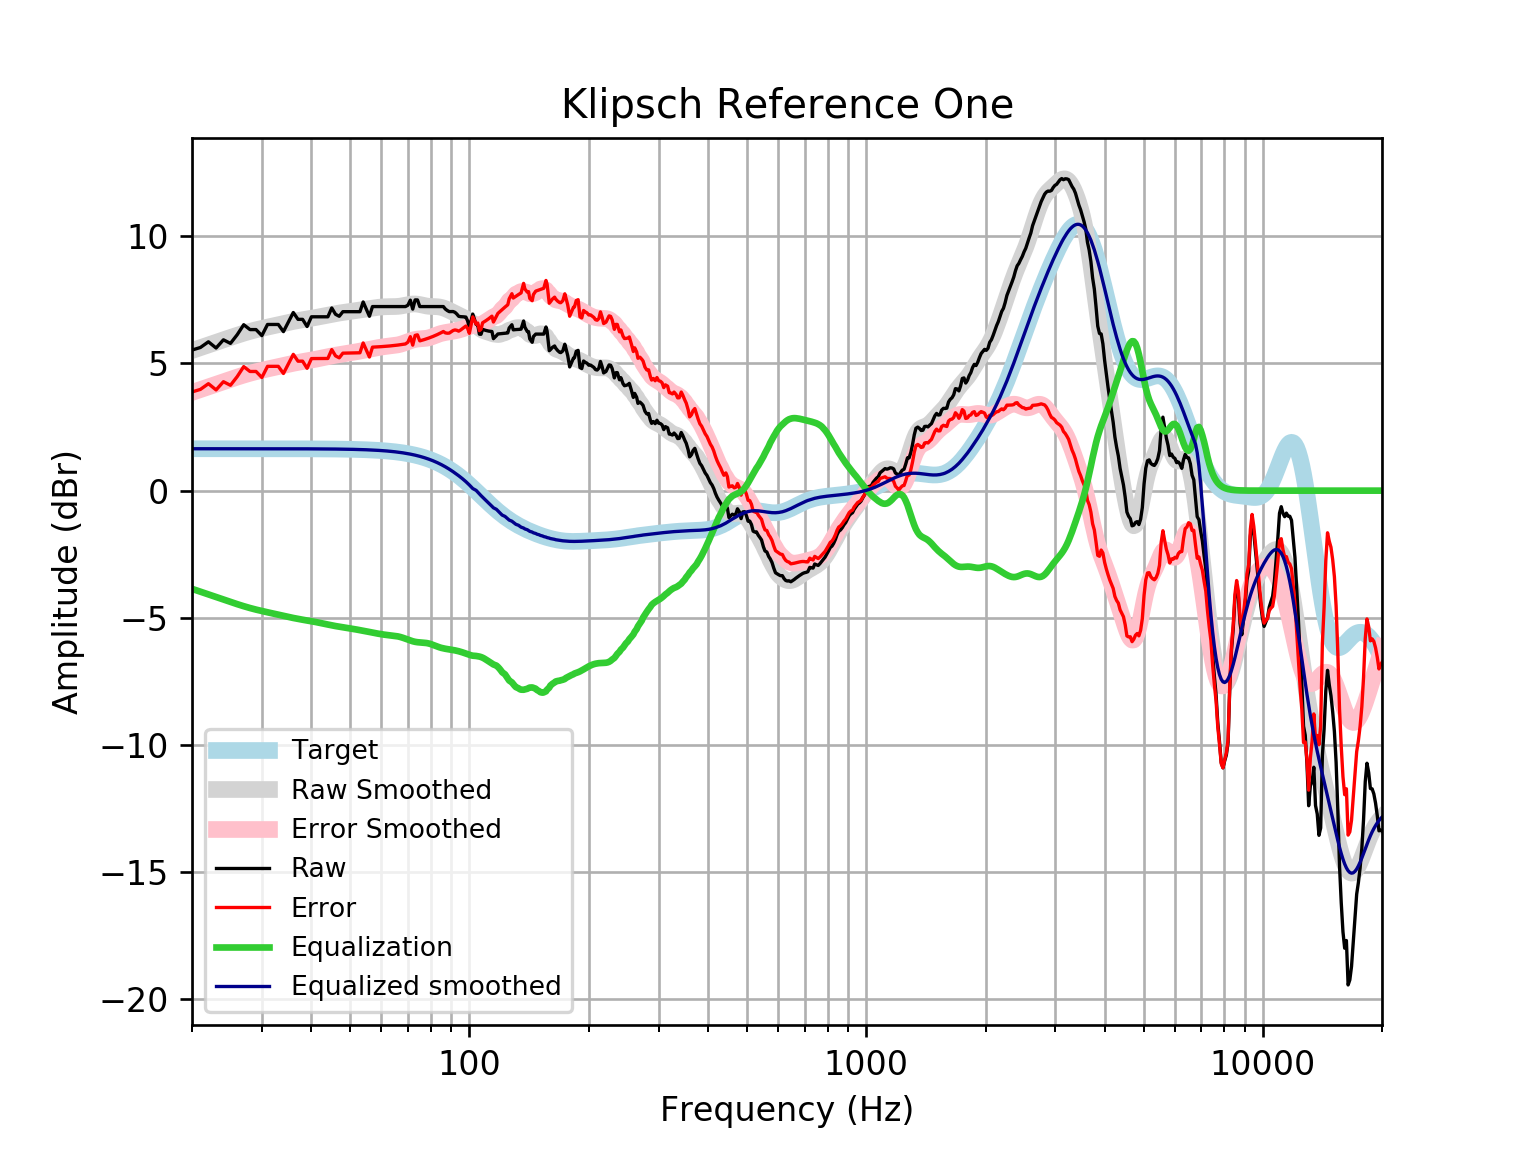 Klipsch Reference One
Amplitude (dBr)
10
5
0
−5
−10
−15
−20
Target
Raw Smoothed
Error Smoothed
Raw
Error
Equalization
Equalized smoothed
100
1000
10000
Frequency (Hz)